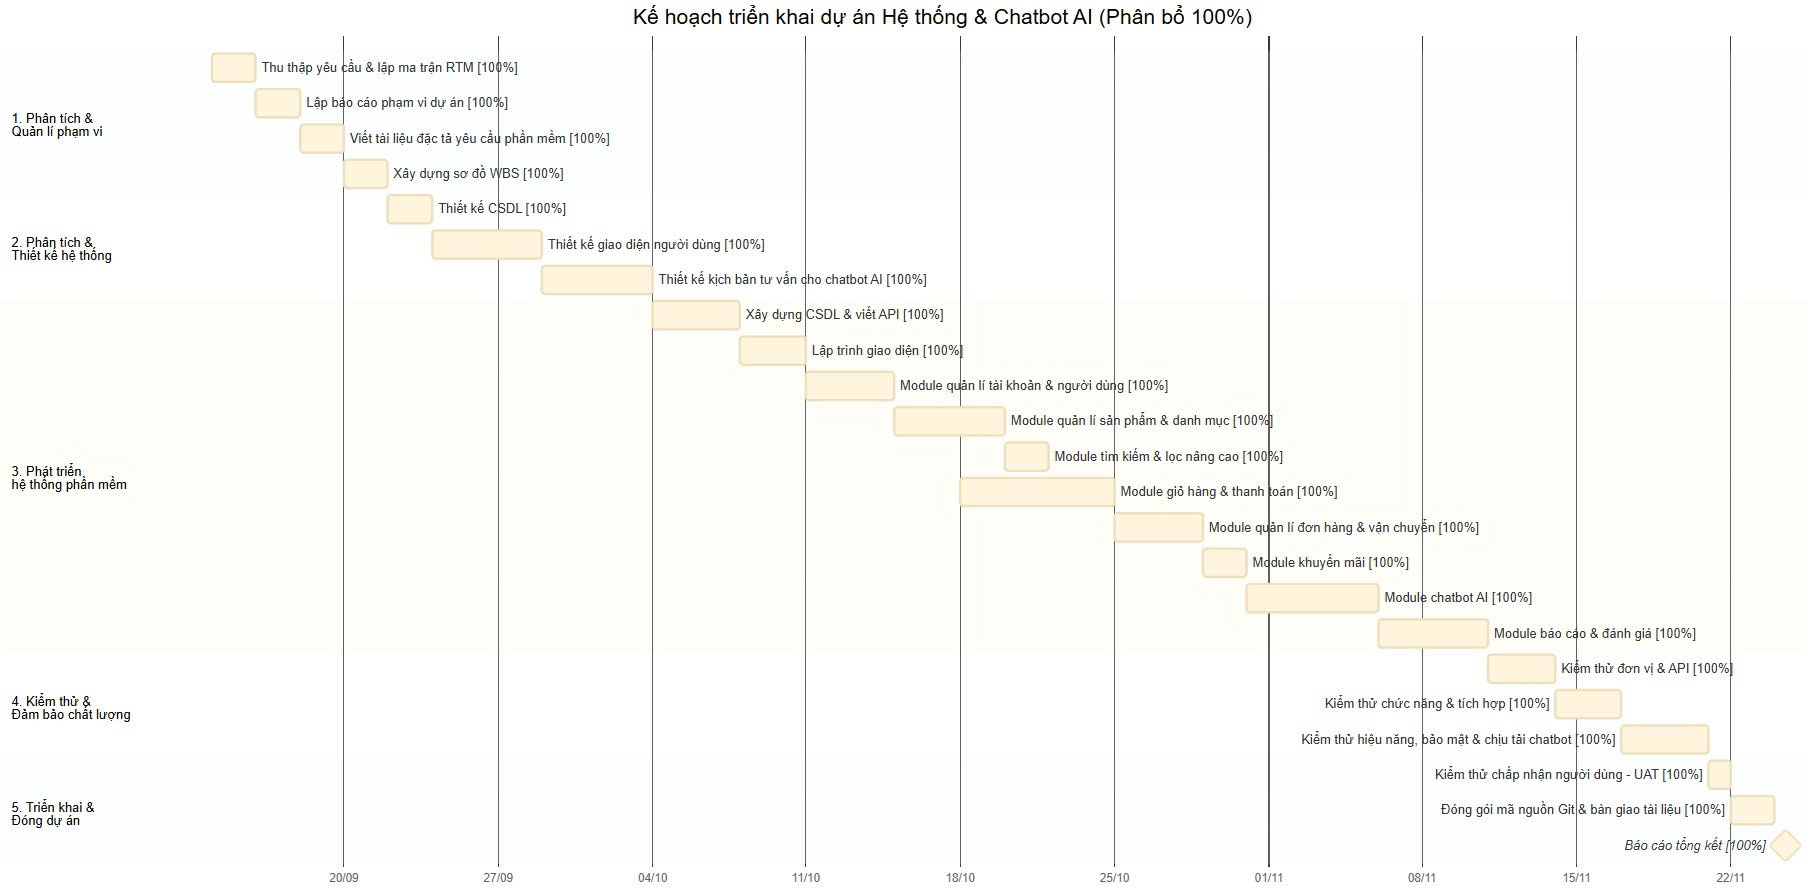 Kế hoạch triển khai dự án Hệ thống & Chatbot AI (Phân bổ 100%)
1. Phân tích &
Quản lí phạm vi
Thu thập yêu cầu & lập ma trận RTM [100%]
Lập báo cáo phạm vi dự án [100%]
Viết tài liệu đặc tả yêu cầu phần mềm [100%]
Xây dựng sơ đồ WBS [100%]
2. Phân tích &
Thiết kế hệ thống
Thiết kế CSDL [100%]
Thiết kế giao diện người dùng [100%]
Thiết kế kịch bản tư vấn cho chatbot AI [100%]
3. Phát triển
hệ thống phần mềm
Xây dựng CSDL & viết API [100%]
Lập trình giao diện [100%]
Module quản lí tài khoản & người dùng [100%]
Module quản lí sản phẩm & danh mục [100%]
Module tìm kiếm & lọc nâng cao [100%]
Module giỏ hàng & thanh toán [100%]
Module quản lí đơn hàng & vận chuyển [100%]
Module khuyến mãi [100%]
Module chatbot AI [100%]
Module báo cáo & đánh giá [100%]
4. Kiểm thử &
Đảm bảo chất lượng
Kiểm thử đơn vị & API [100%]
Kiểm thử chức năng & tích hợp [100%]
Kiểm thử hiệu năng, bảo mật & chịu tải chatbot [100%]
5. Triển khai &
Đóng dự án
Kiểm thử chấp nhận người dùng - UAT [100%]
Đóng gói mã nguồn Git & bàn giao tài liệu [100%]
Báo cáo tổng kết [100%]
20/09 27/09 04/10 11/10 18/10 25/10 01/11 08/11 15/11 22/11